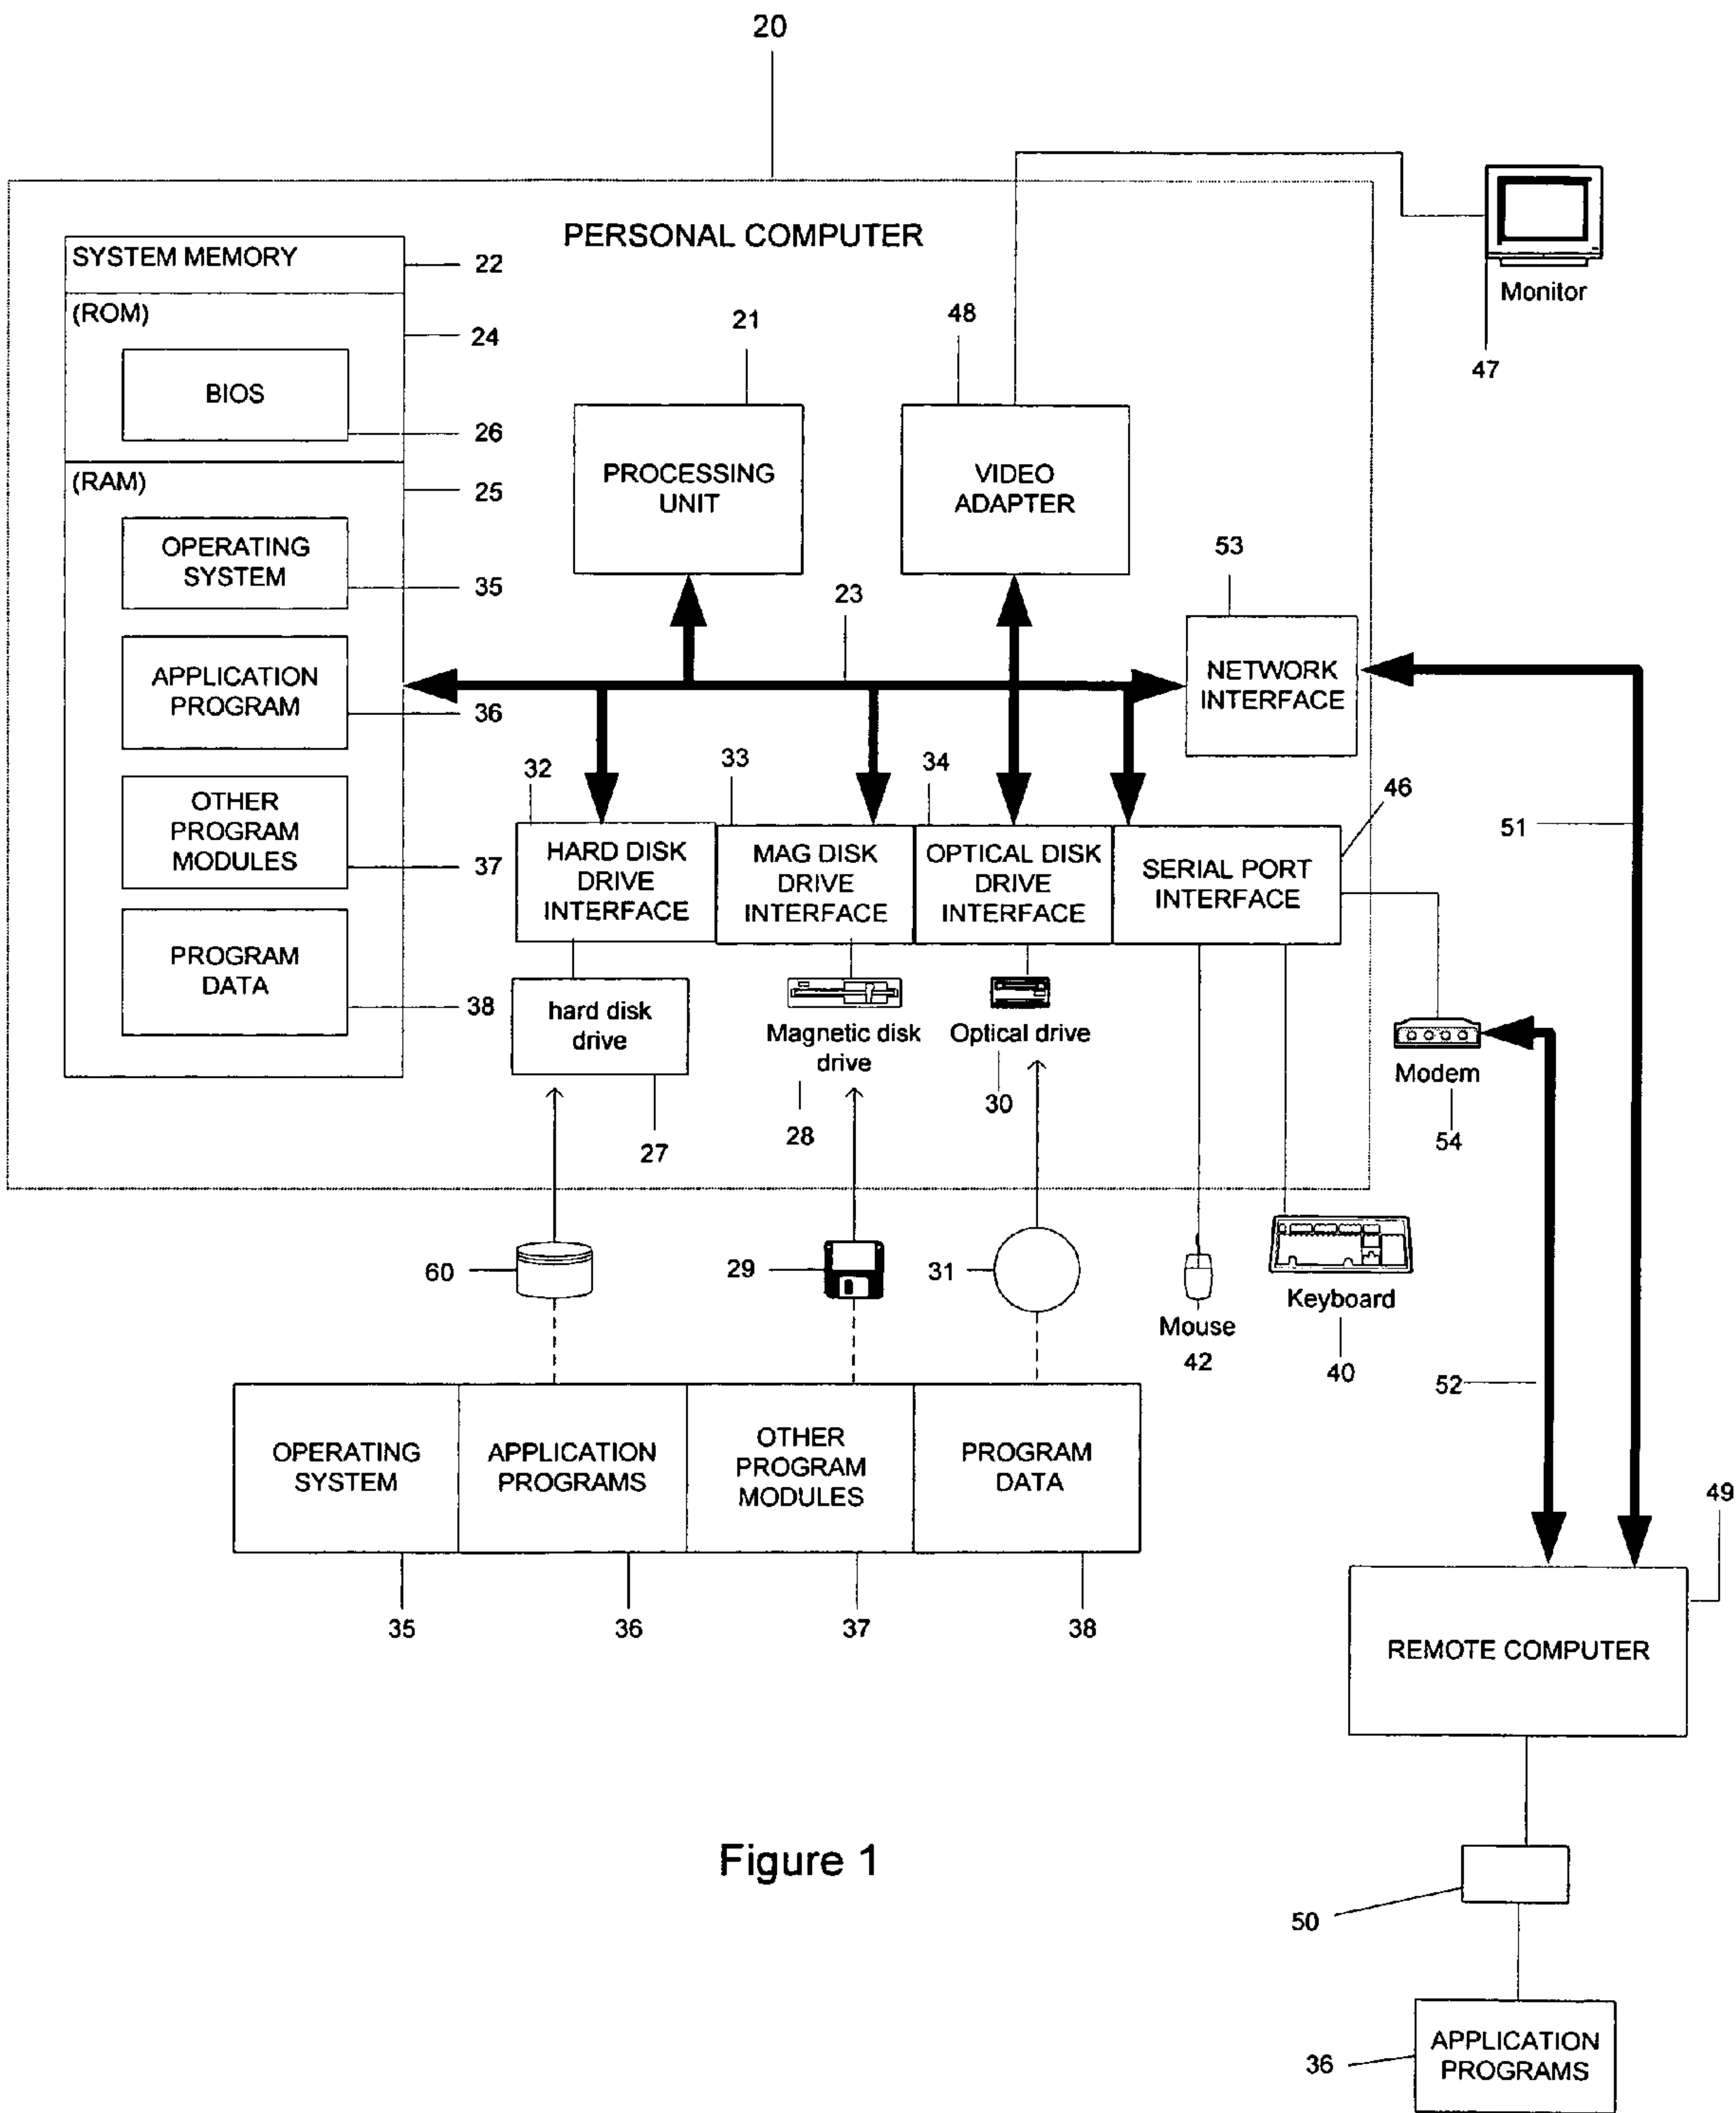 20
PERSONAL COMPUTER
SYSTEM MEMORY
22
(ROM)
24
BIOS
26
(RAM)
25
OPERATING
SYSTEM
35
APPLICATION
PROGRAM
36
OTHER
PROGRAM
MODULES
37
PROGRAM
DATA
38
21
PROCESSING
UNIT
48
VIDEO
ADAPTER
Monitor
47
23
53
NETWORK
INTERFACE
32
HARD DISK
DRIVE
INTERFACE
33
MAG DISK
DRIVE
INTERFACE
34
OPTICAL DISK
DRIVE
INTERFACE
46
SERIAL PORT
INTERFACE
51
hard disk
drive
27
Magnetic disk
drive
28
Optical drive
30
Modem
54
60
29
31
Mouse
42
Keyboard
40
52
OPERATING
SYSTEM
APPLICATION
PROGRAMS
OTHER
PROGRAM
MODULES
PROGRAM
DATA
35
36
37
38
49
REMOTE COMPUTER
Figure 1
50
36
APPLICATION
PROGRAMS